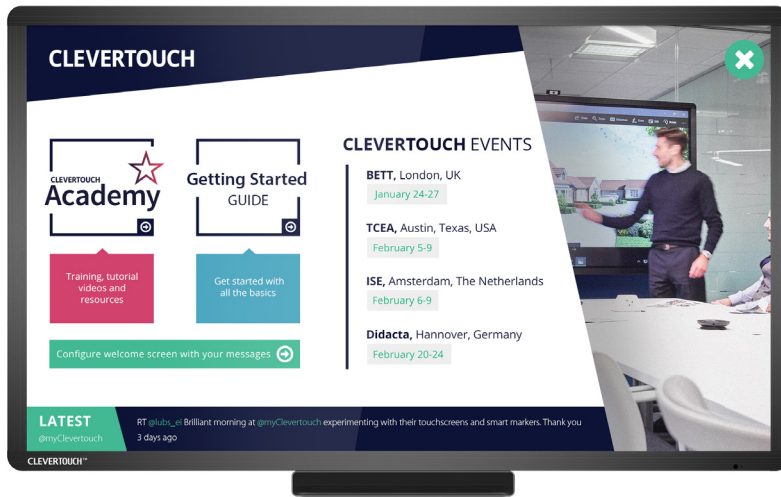 CLEVERTOUCH
CLEVERTOUCH
Academy
Getting Started
GUIDE
Training, tutorial
videos and
resources
Get started with
all the basics
Configure welcome screen with your messages
CLEVERTOUCH EVENTS
BETT, London, UK
January 24-27
TCEA, Austin, Texas, USA
February 5-9
ISE, Amsterdam, The Netherlands
February 6-9
Didacta, Hannover, Germany
February 20-24
LATEST
@myClevertouch
RT @lubs_ei Brilliant morning at @myClevertouch experimenting with their touchscreens and smart markers. Thank you
3 days ago
CLEVERTOUCH™